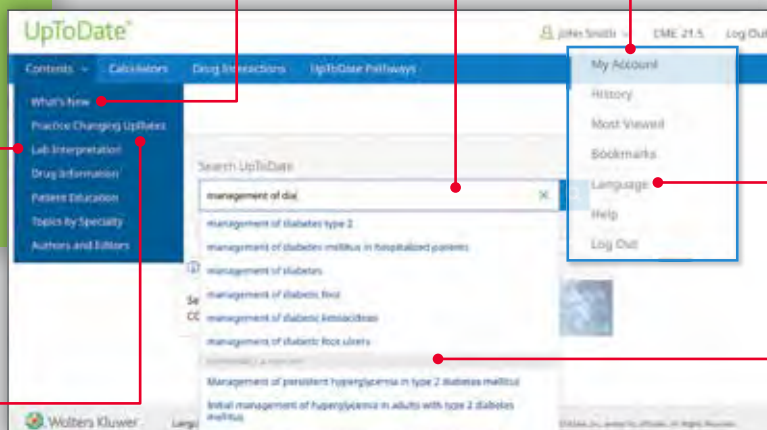 UpToDate®
John Smith CME 21.5 Log Out
Contents Calculators Drug Interactions UpToDate Pathways
What's New
Practice Changing UpDates
Lab Interpretation
Drug Information
Patient Education
Topics by Specialty
Authors and Editors
My Account
History
Most Viewed
Bookmarks
Language
Help
Log Out
Search UpToDate
management of dia
management of diabetes type 2
management of diabetes mellitus in hospitalized patients
management of diabetes
management of diabetic foot
management of diabetic ketoacidosis
management of diabetic foot ulcers
Se
CC
Management of persistent hyperglycemia in type 2 diabetes mellitus
Initial management of hyperglycemia in adults with type 2 diabetes
mellitus
Wolters Kluwer